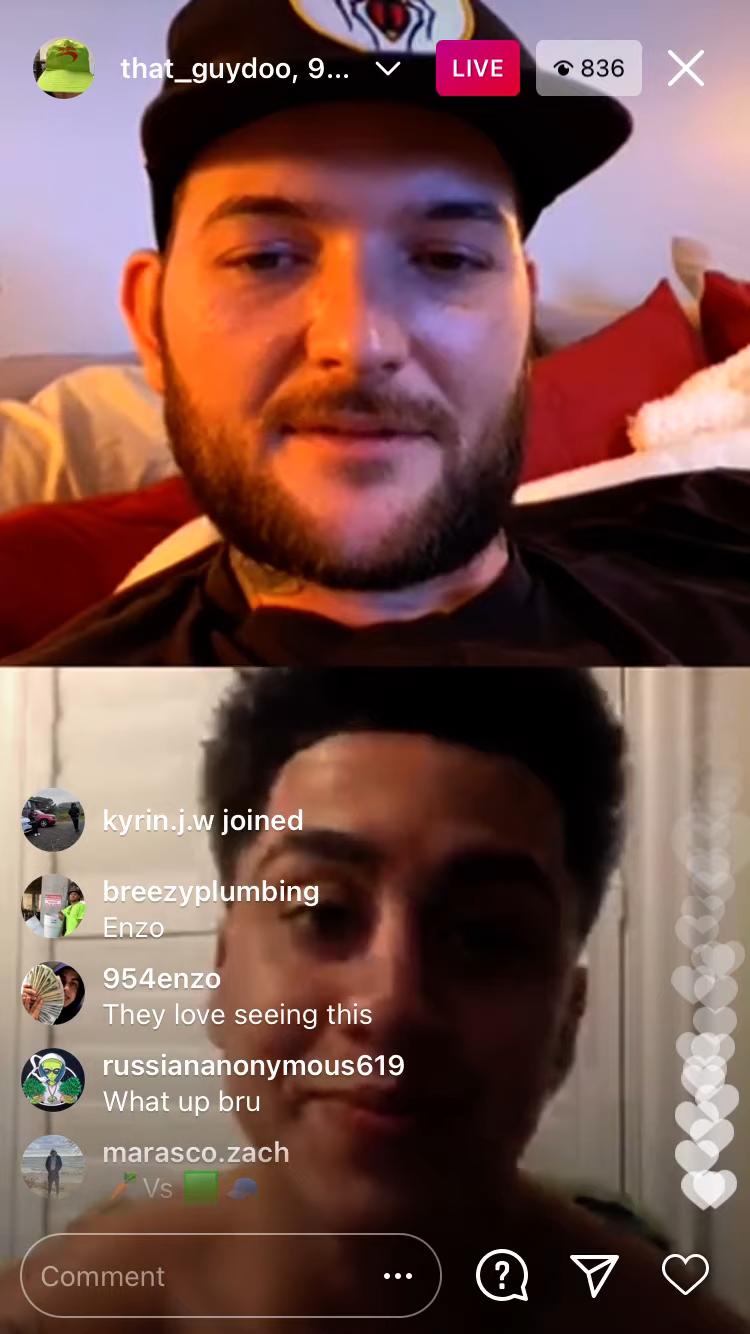 that_guydoo, 9...
LIVE
836
kyrin.j.w joined
breezyplumbing
Enzo
954enzo
They love seeing this
russiananonymous619
What up bru
marasco.zach
🥕 Vs 🟩 🧢
Comment